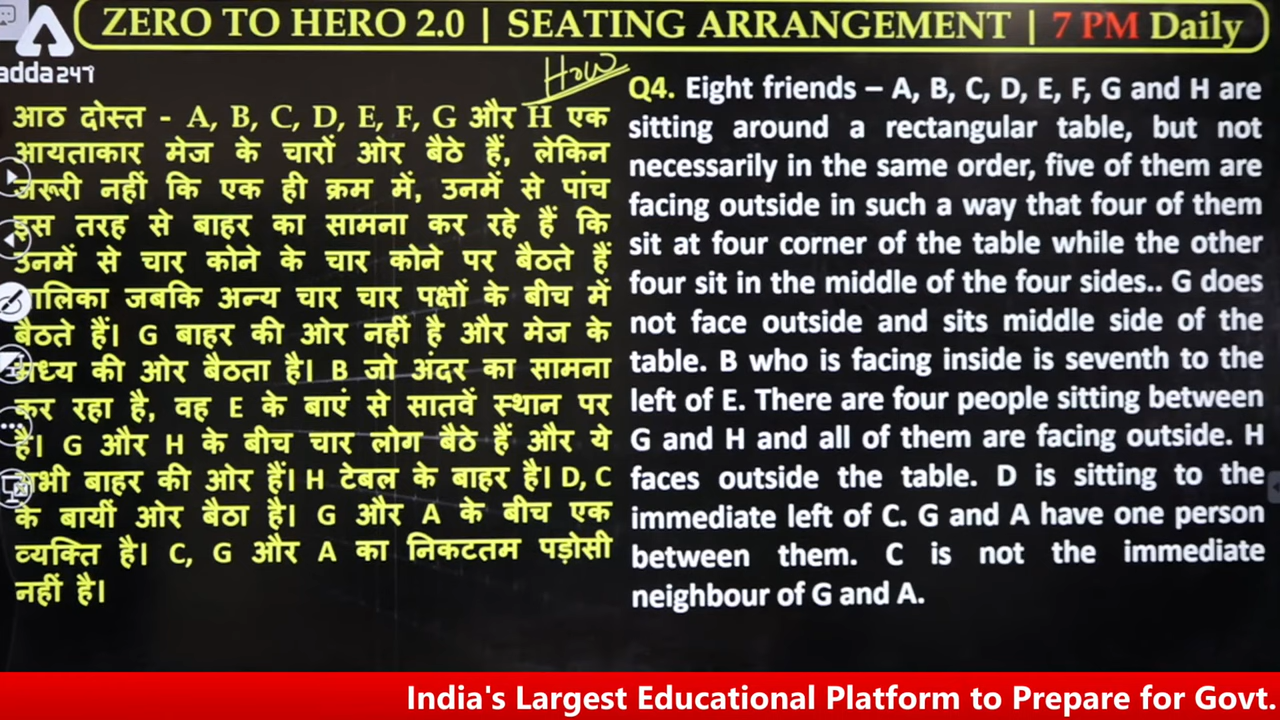 ZERO TO HERO 2.0 | SEATING ARRANGEMENT | 7 PM Daily
adda247
How
आठ दोस्त - A, B, C, D, E, F, G और H एक
आयताकार मेज के चारों ओर बैठे हैं, लेकिन
जरूरी नहीं कि एक ही क्रम में, उनमें से पांच
इस तरह से बाहर का सामना कर रहे हैं कि
उनमें से चार कोने के चार कोने पर बैठते हैं
तालिका जबकि अन्य चार चार पक्षों के बीच में
बैठते हैं। G बाहर की ओर नहीं है और मेज के
मध्य की ओर बैठता है। B जो अंदर का सामना
कर रहा है, वह E के बाएं से सातवें स्थान पर
है। G और H के बीच चार लोग बैठे हैं और ये
सभी बाहर की ओर हैं। H टेबल के बाहर है। D, C
के बायीं ओर बैठा है। G और A के बीच एक
व्यक्ति है। C, G और A का निकटतम पड़ोसी
नहीं है।
Q4. Eight friends – A, B, C, D, E, F, G and H are
sitting around a rectangular table, but not
necessarily in the same order, five of them are
facing outside in such a way that four of them
sit at four corner of the table while the other
four sit in the middle of the four sides.. G does
not face outside and sits middle side of the
table. B who is facing inside is seventh to the
left of E. There are four people sitting between
G and H and all of them are facing outside. H
faces outside the table. D is sitting to the
immediate left of C. G and A have one person
between them. C is not the immediate
neighbour of G and A.
India's Largest Educational Platform to Prepare for Govt.